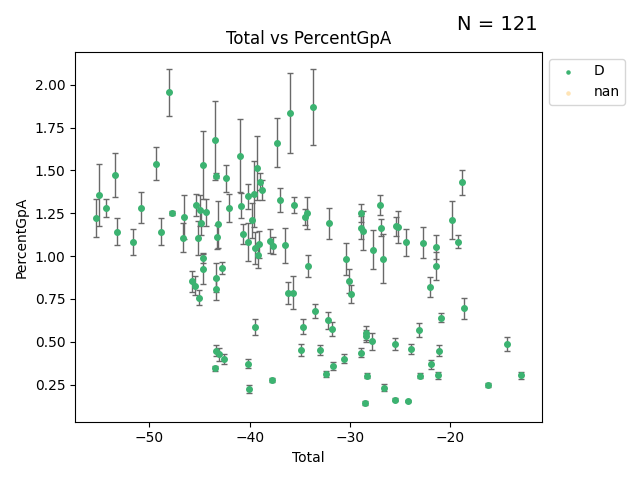 N = 121
Total vs PercentGpA
D
nan
PercentGpA
2.00
1.75
1.50
1.25
1.00
0.75
0.50
0.25
−50 −40 −30 −20
Total